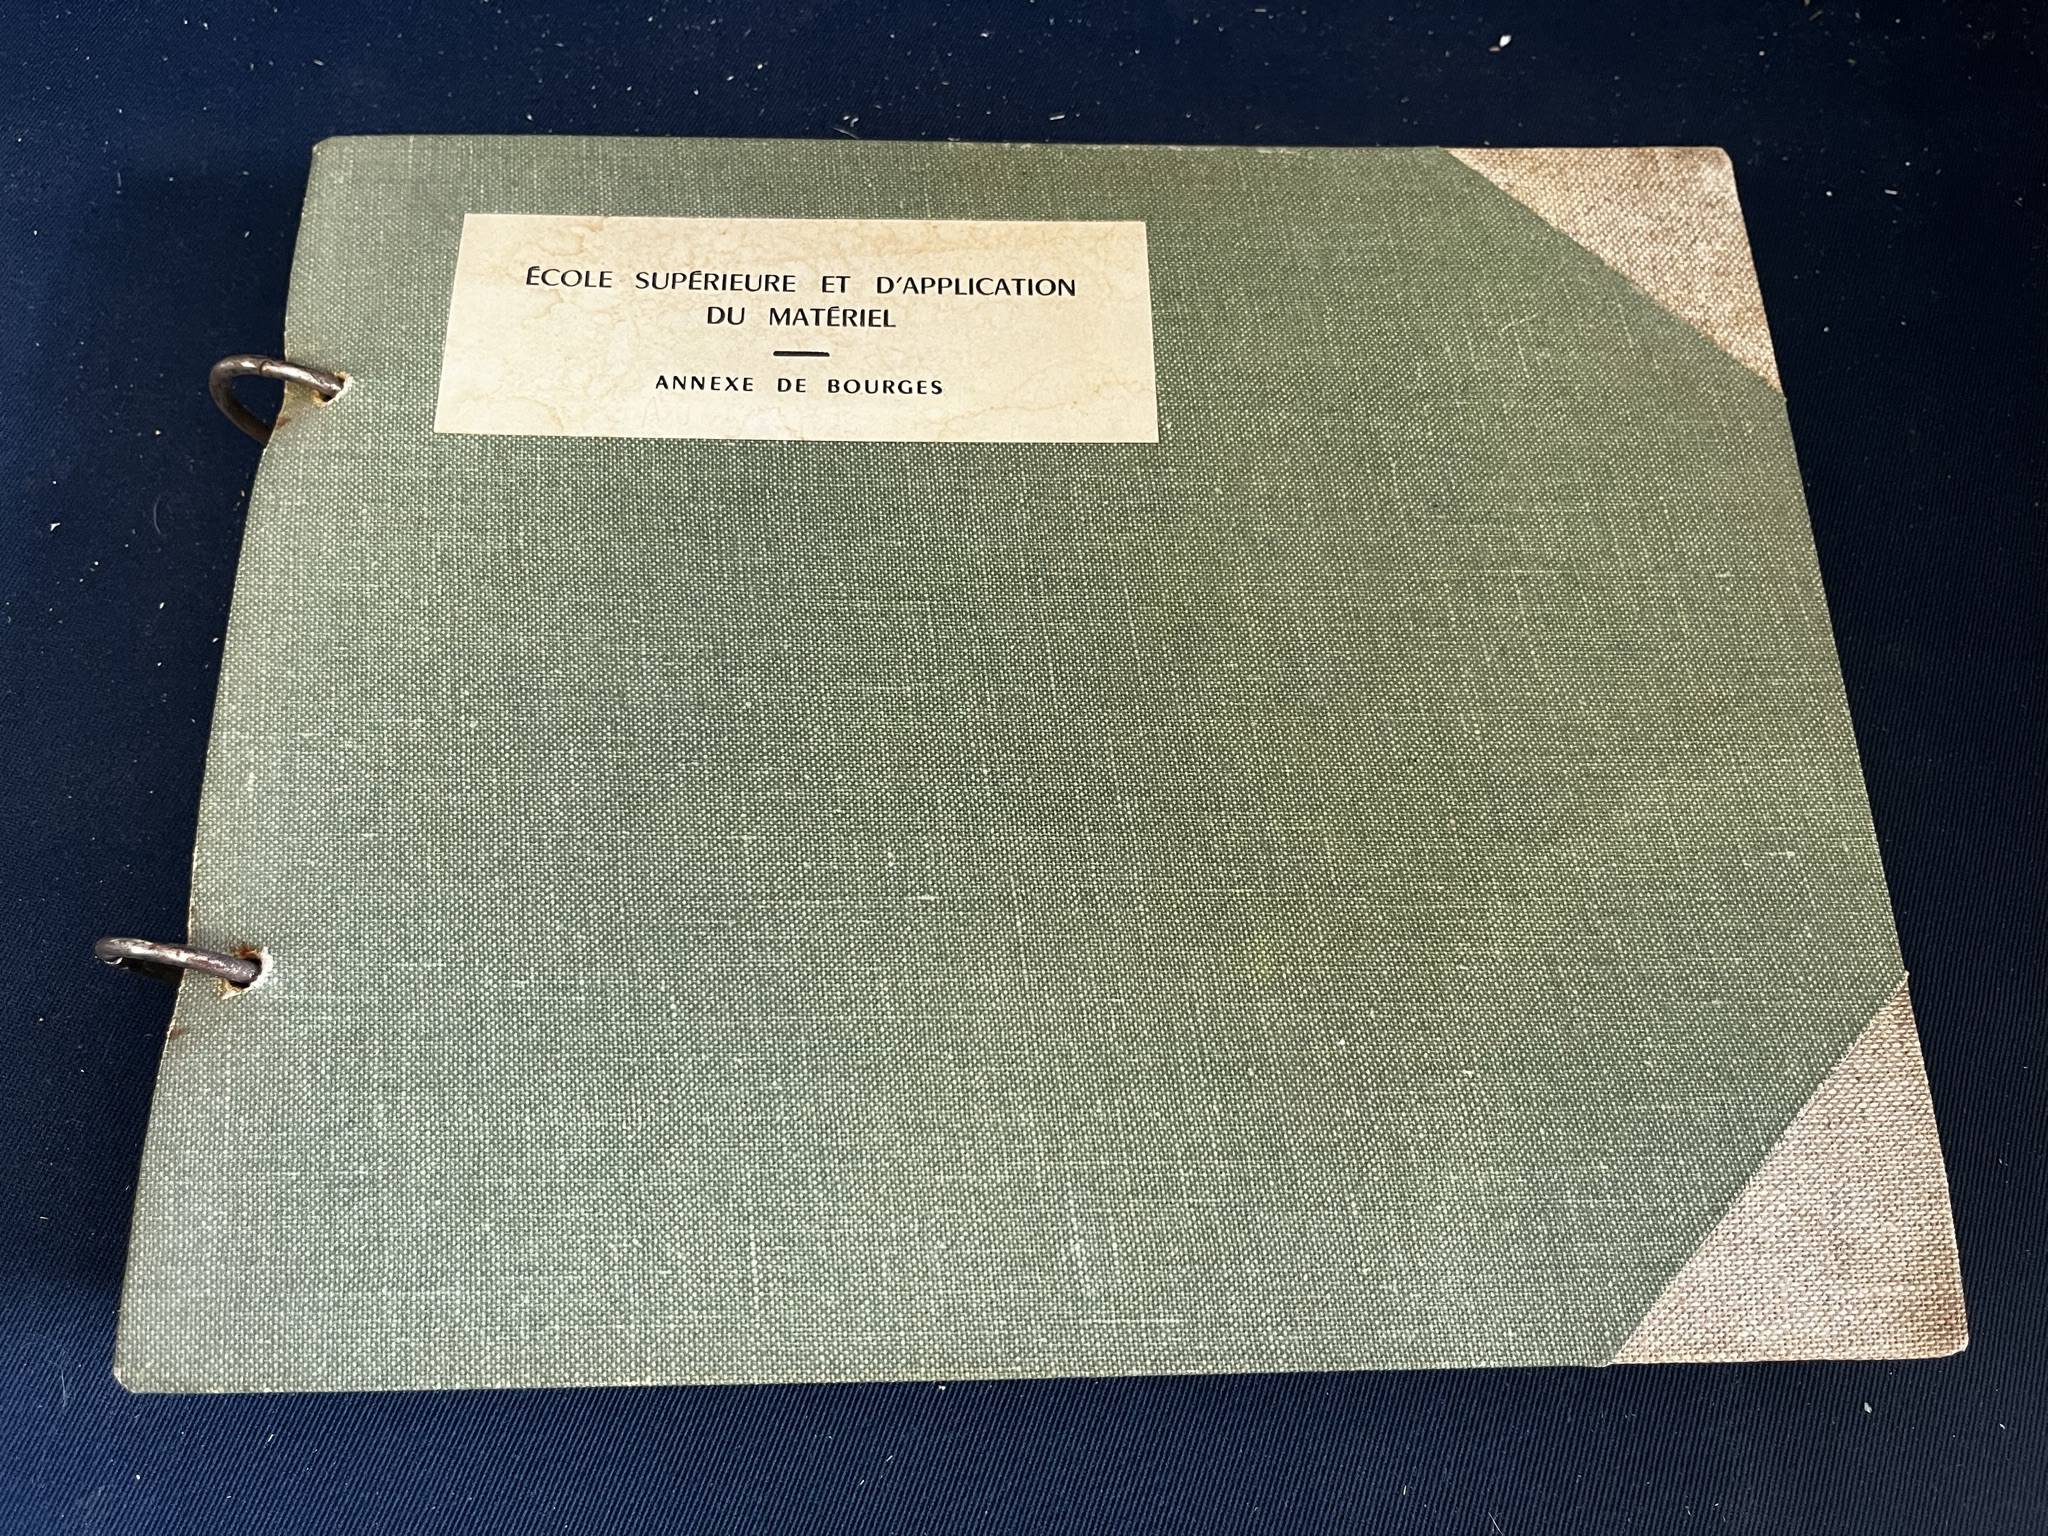 ÉCOLE SUPÉRIEURE ET D'APPLICATION
DU MATÉRIEL
ANNEXE DE BOURGES